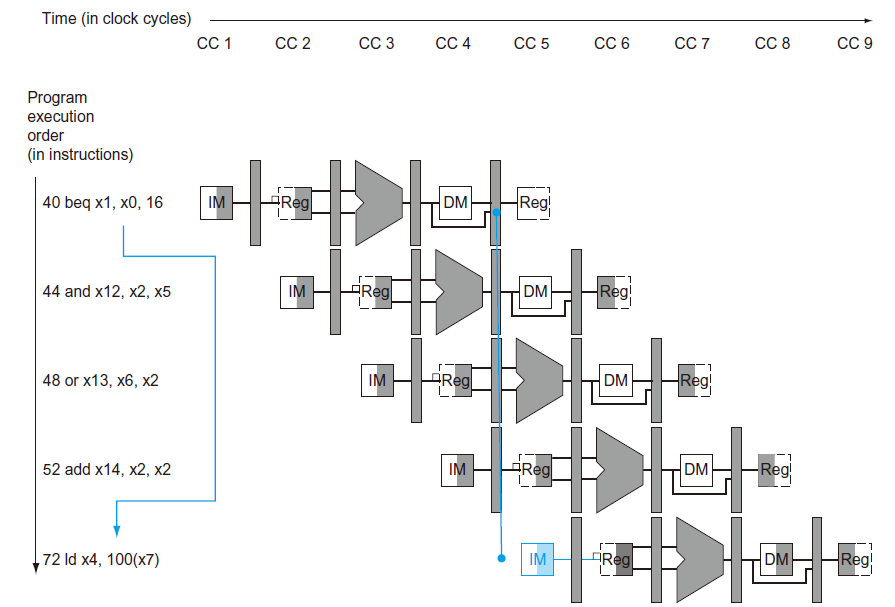 Time (in clock cycles)
CC 1 CC 2 CC 3 CC 4 CC 5 CC 6 CC 7 CC 8 CC 9
Program
execution
order
(in instructions)
40 beq x1, x0, 16 IM Reg DM Reg
44 and x12, x2, x5 IM Reg DM Reg
48 or x13, x6, x2 IM Reg DM Reg
52 add x14, x2, x2 IM Reg DM Reg
72 ld x4, 100(x7) IM Reg DM Reg